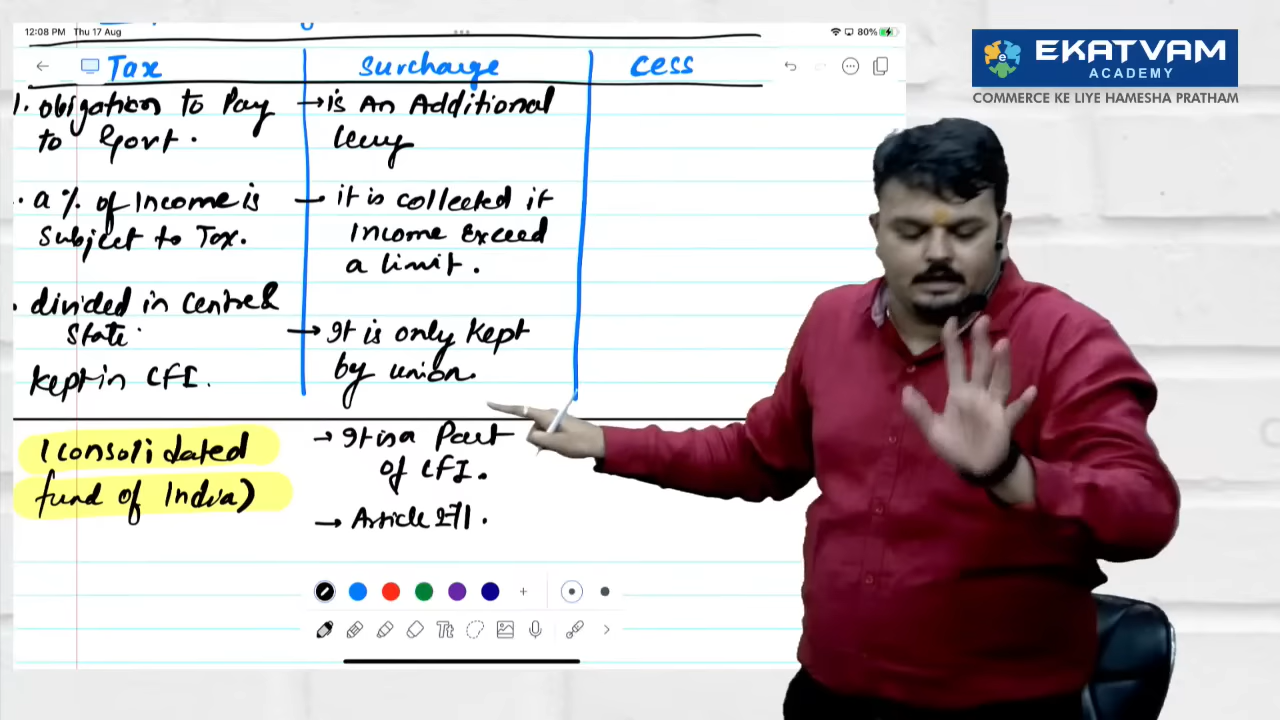 12:08 PM Thu 17 Aug
80%
EKATVAM
ACADEMY
COMMERCE KE LIYE HAMESHA PRATHAM
Tax
Surcharge
Cess
1. obligation to Pay
to Govt.
. a % of Income is
Subject to Tax.
. divided in Centre &
State.
kept in CFI.
(Consolidated
fund of India)
→ is An Additional
levy
→ it is collected if
Income Exceed
a limit.
→ It is only kept
by union.
→ It is a Part
of CFI.
→ Article 271.
Tt